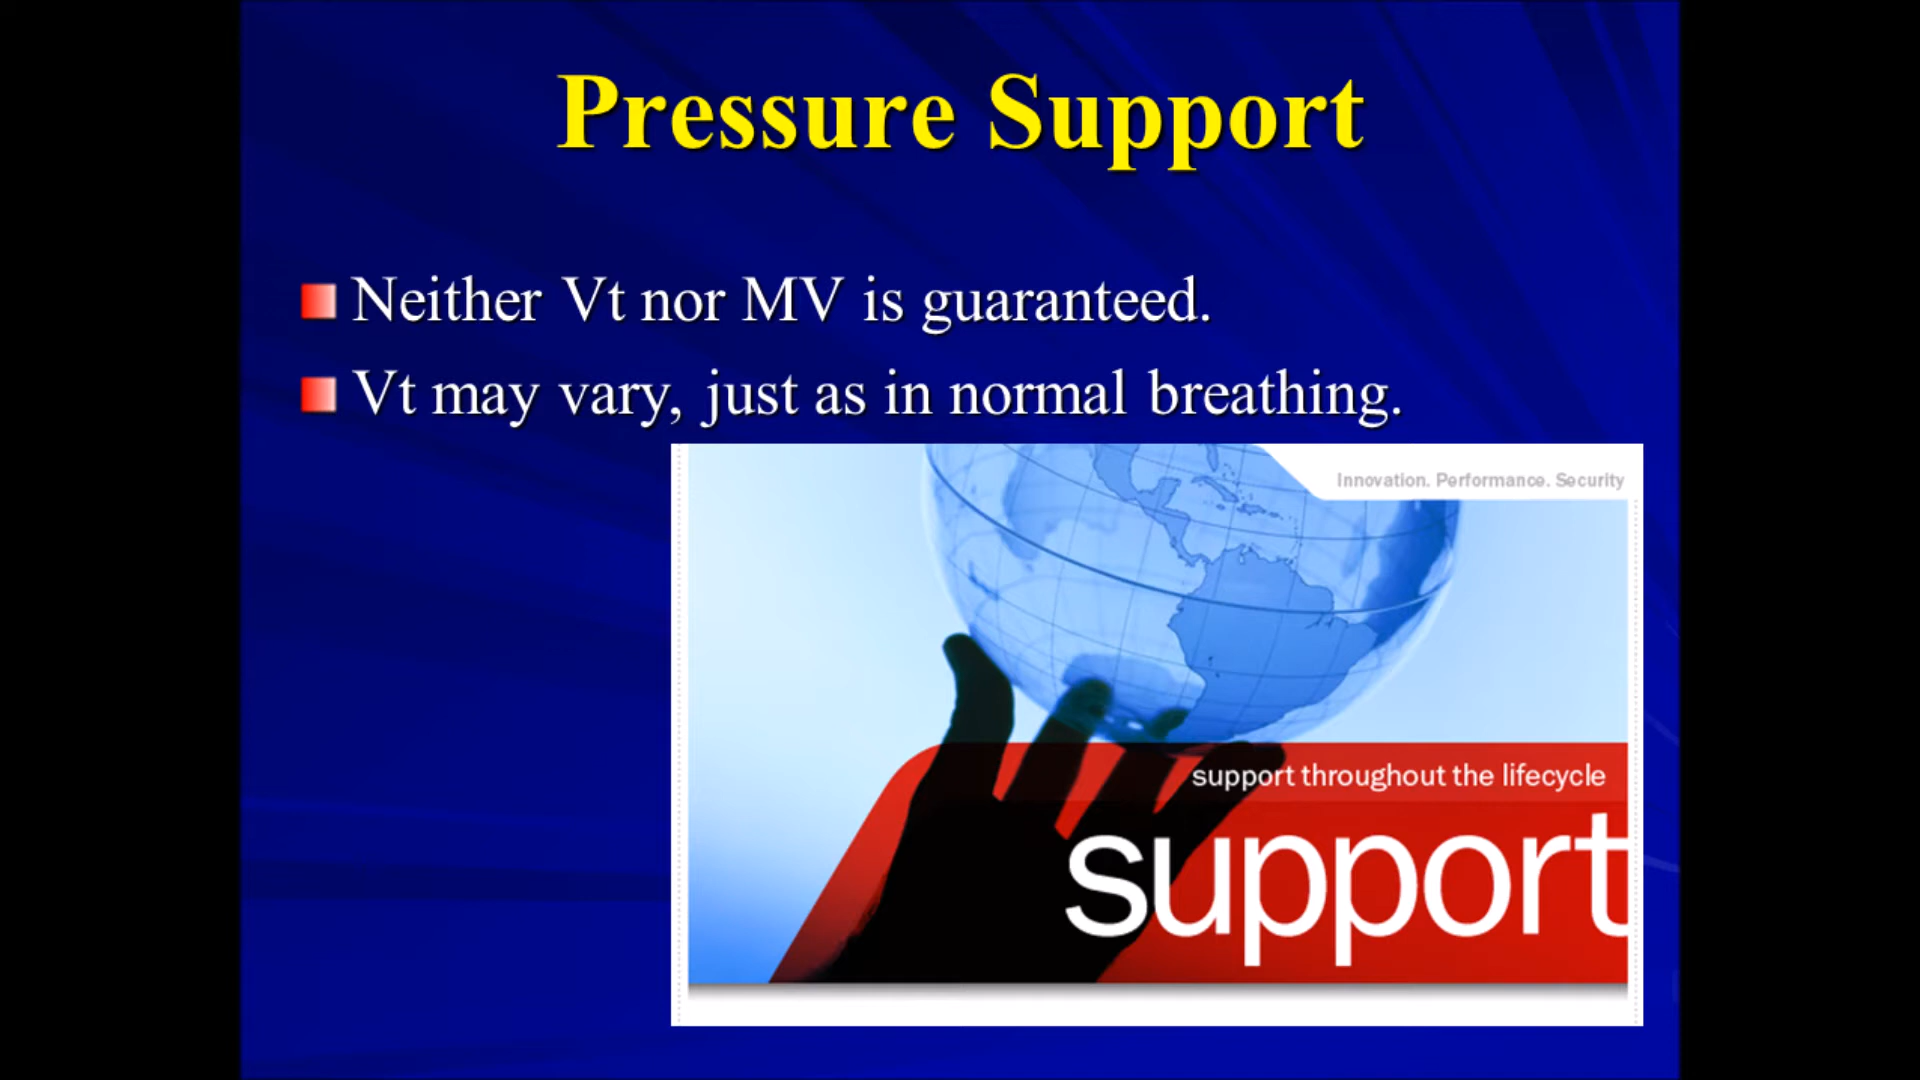 Pressure Support
Neither Vt nor MV is guaranteed.
Vt may vary, just as in normal breathing.
Innovation. Performance. Security
support throughout the lifecycle
support